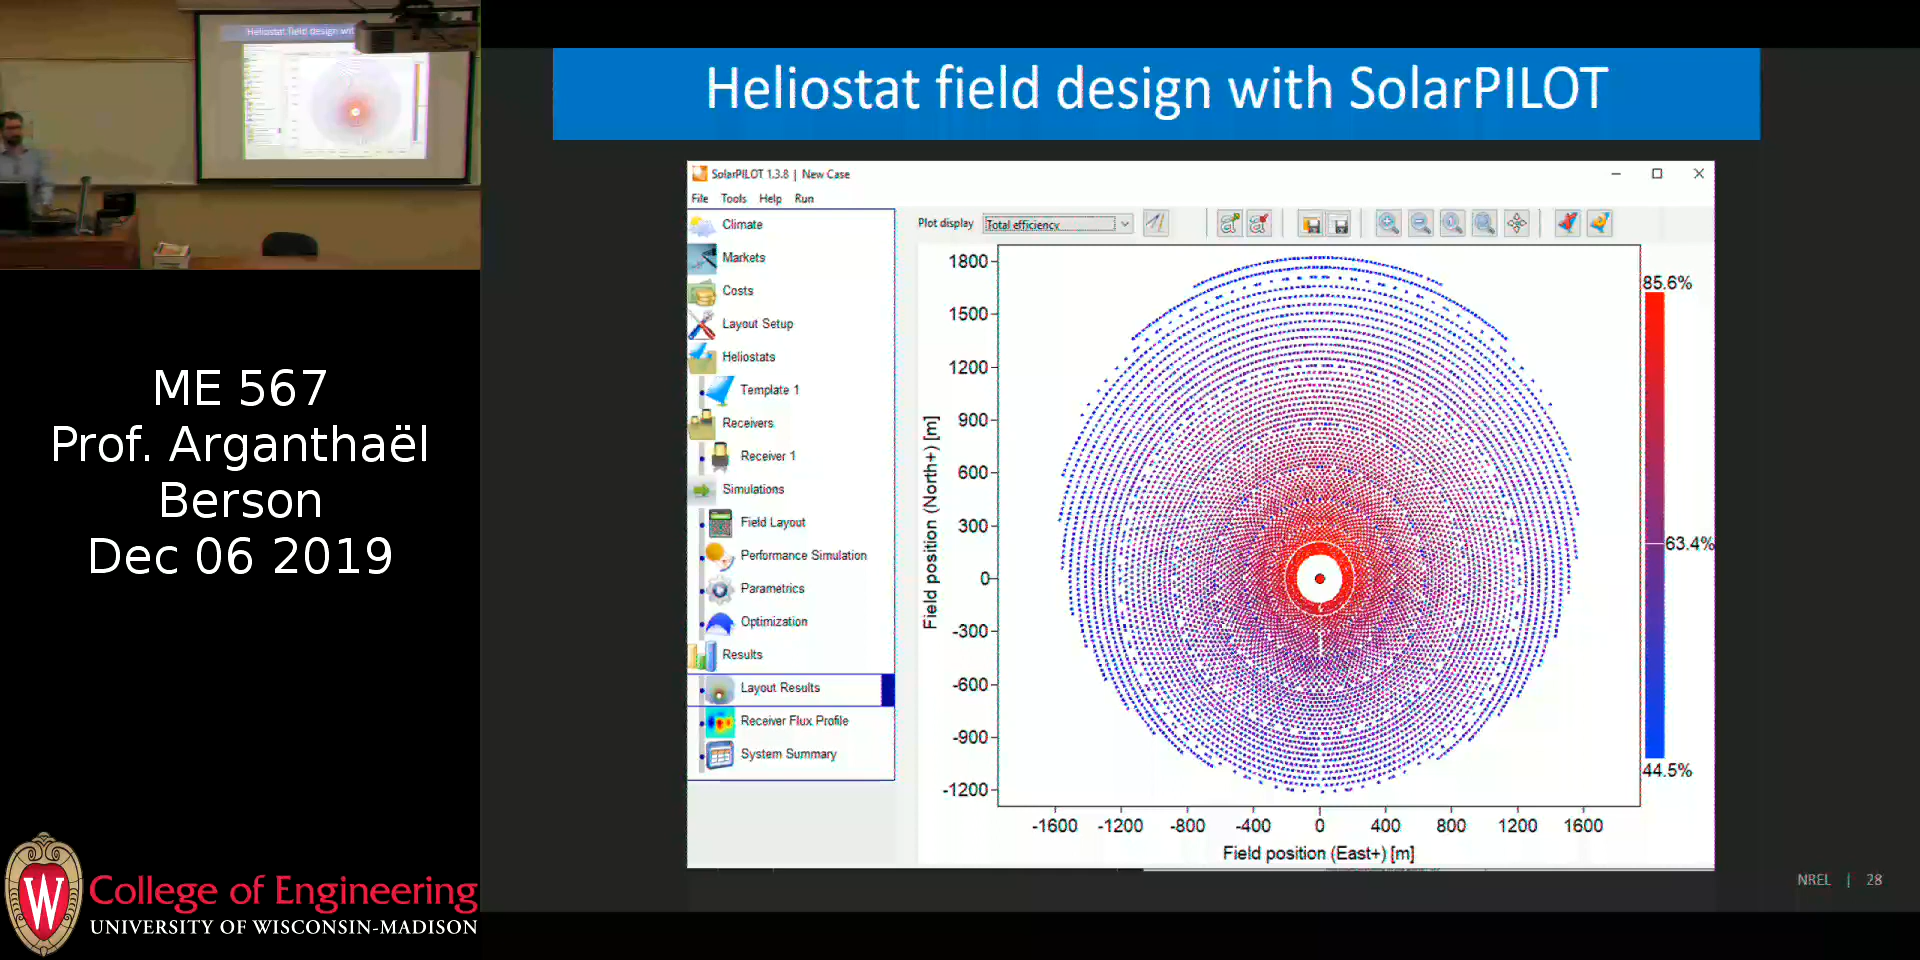 Heliostat field design wit
Heliostat field design with SolarPILOT
SolarPILOT 1.3.8 | New Case
File Tools Help Run
Climate
Markets
Costs
Layout Setup
Heliostats
Template 1
Receivers
Receiver 1
Simulations
Field Layout
Performance Simulation
Parametrics
Optimization
Results
Layout Results
Receiver Flux Profile
System Summary
Plot display Total efficiency
1800
1500
1200
900
600
300
0
-300
-600
-900
-1200
Field position (North+) [m]
-1600 -1200 -800 -400 0 400 800 1200 1600
Field position (East+) [m]
85.6%
63.4%
44.5%
NREL | 28
ME 567
Prof. Arganthaël
Berson
Dec 06 2019
W
College of Engineering
UNIVERSITY OF WISCONSIN-MADISON